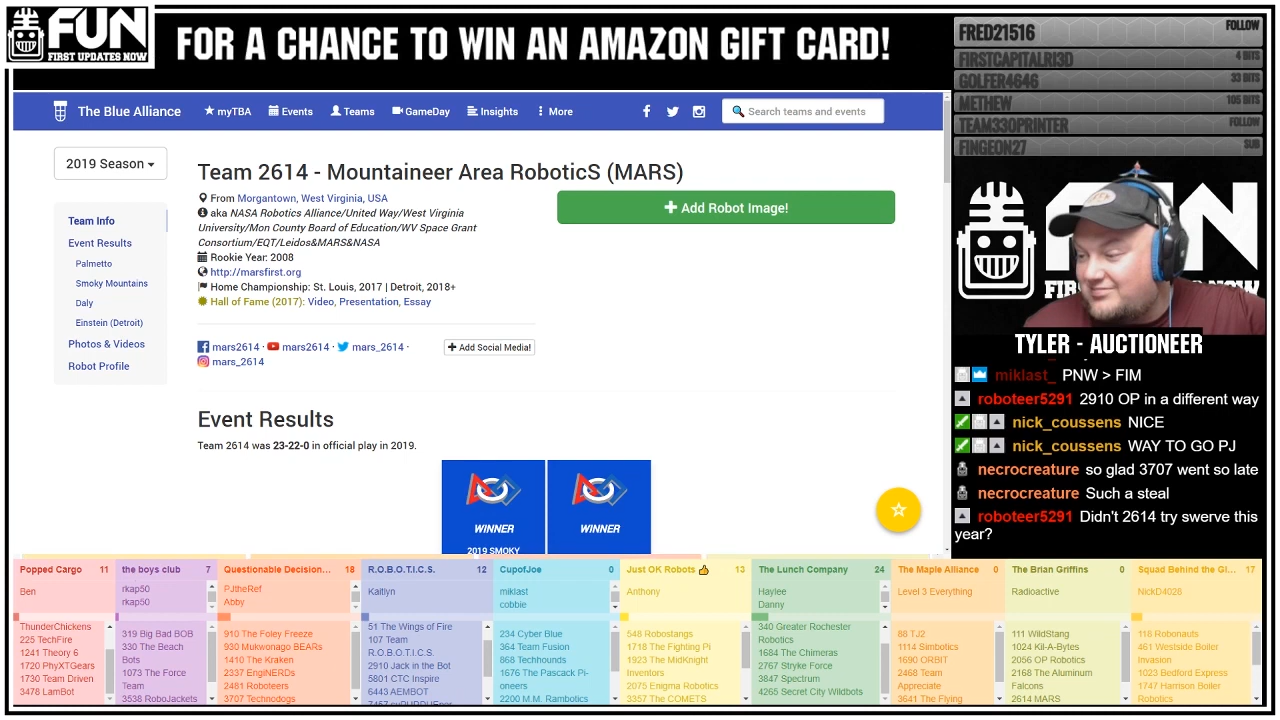 FUN
FIRST UPDATES NOW
FOR A CHANCE TO WIN AN AMAZON GIFT CARD!
FRED21516 FOLLOW
FIRSTCAPITALRI3D 4 BITS
GOLFER4646 33 BITS
METHEW 105 BITS
TEAM330PRINTER FOLLOW
FINGEON27 SUB
The Blue Alliance myTBA Events Teams GameDay Insights More Search teams and events
2019 Season
Team Info
Event Results
Palmetto
Smoky Mountains
Daly
Einstein (Detroit)
Photos & Videos
Robot Profile
Team 2614 - Mountaineer Area RoboticS (MARS)
From Morgantown, West Virginia, USA
aka NASA Robotics Alliance/United Way/West Virginia
University/Mon County Board of Education/WV Space Grant
Consortium/EQT/Leidos&MARS&NASA
Rookie Year: 2008
http://marsfirst.org
Home Championship: St. Louis, 2017 | Detroit, 2018+
Hall of Fame (2017): Video, Presentation, Essay
mars2614 · mars2614 · mars_2614 ·
mars_2614
+ Add Social Media!
+ Add Robot Image!
Event Results
Team 2614 was 23-22-0 in official play in 2019.
WINNER
2019 SMOKY
WINNER
FUN
TYLER - AUCTIONEER
miklast_ PNW > FIM
roboteer5291 2910 OP in a different way
nick_coussens NICE
nick_coussens WAY TO GO PJ
necrocreature so glad 3707 went so late
necrocreature Such a steal
roboteer5291 Didn't 2614 try swerve this
year?
Popped Cargo 11
Ben
ThunderChickens
225 TechFire
1241 Theory 6
1720 PhyXTGears
1730 Team Driven
3478 LamBot
the boys club 7
rkap50
rkap50
319 Big Bad BOB
330 The Beach
Bots
1073 The Force
Team
3538 RoboJackets
Questionable Decision... 18
PJtheRef
Abby
910 The Foley Freeze
930 Mukwonago BEARs
1410 The Kraken
2337 EngiNERDs
2481 Roboteers
3707 Technodogs
R.O.B.O.T.I.C.S. 12
Kaitlyn
51 The Wings of Fire
107 Team
R.O.B.O.T.I.C.S.
2910 Jack in the Bot
5801 CTC Inspire
6443 AEMBOT
CupofJoe 0
miklast
cobbie
234 Cyber Blue
364 Team Fusion
868 Techhounds
1676 The Pascack Pi-
oneers
2200 M.M. Rambotics
Just OK Robots 👍 13
Anthony
548 Robostangs
1718 The Fighting Pi
1923 The MidKnight
Inventors
2075 Enigma Robotics
3357 The COMETS
The Lunch Company 24
Haylee
Danny
340 Greater Rochester
Robotics
1684 The Chimeras
2767 Stryke Force
3847 Spectrum
4265 Secret City Wildbots
The Maple Alliance 0
Level 3 Everything
88 TJ2
1114 Simbotics
1690 ORBIT
2468 Team
Appreciate
3641 The Flying
The Brian Griffins 0
Radioactive
111 WildStang
1024 Kil-A-Bytes
2056 OP Robotics
2168 The Aluminum
Falcons
2614 MARS
Squad Behind the Gl... 17
NickD4028
118 Robonauts
461 Westside Boiler
Invasion
1023 Bedford Express
1747 Harrison Boiler
Robotics